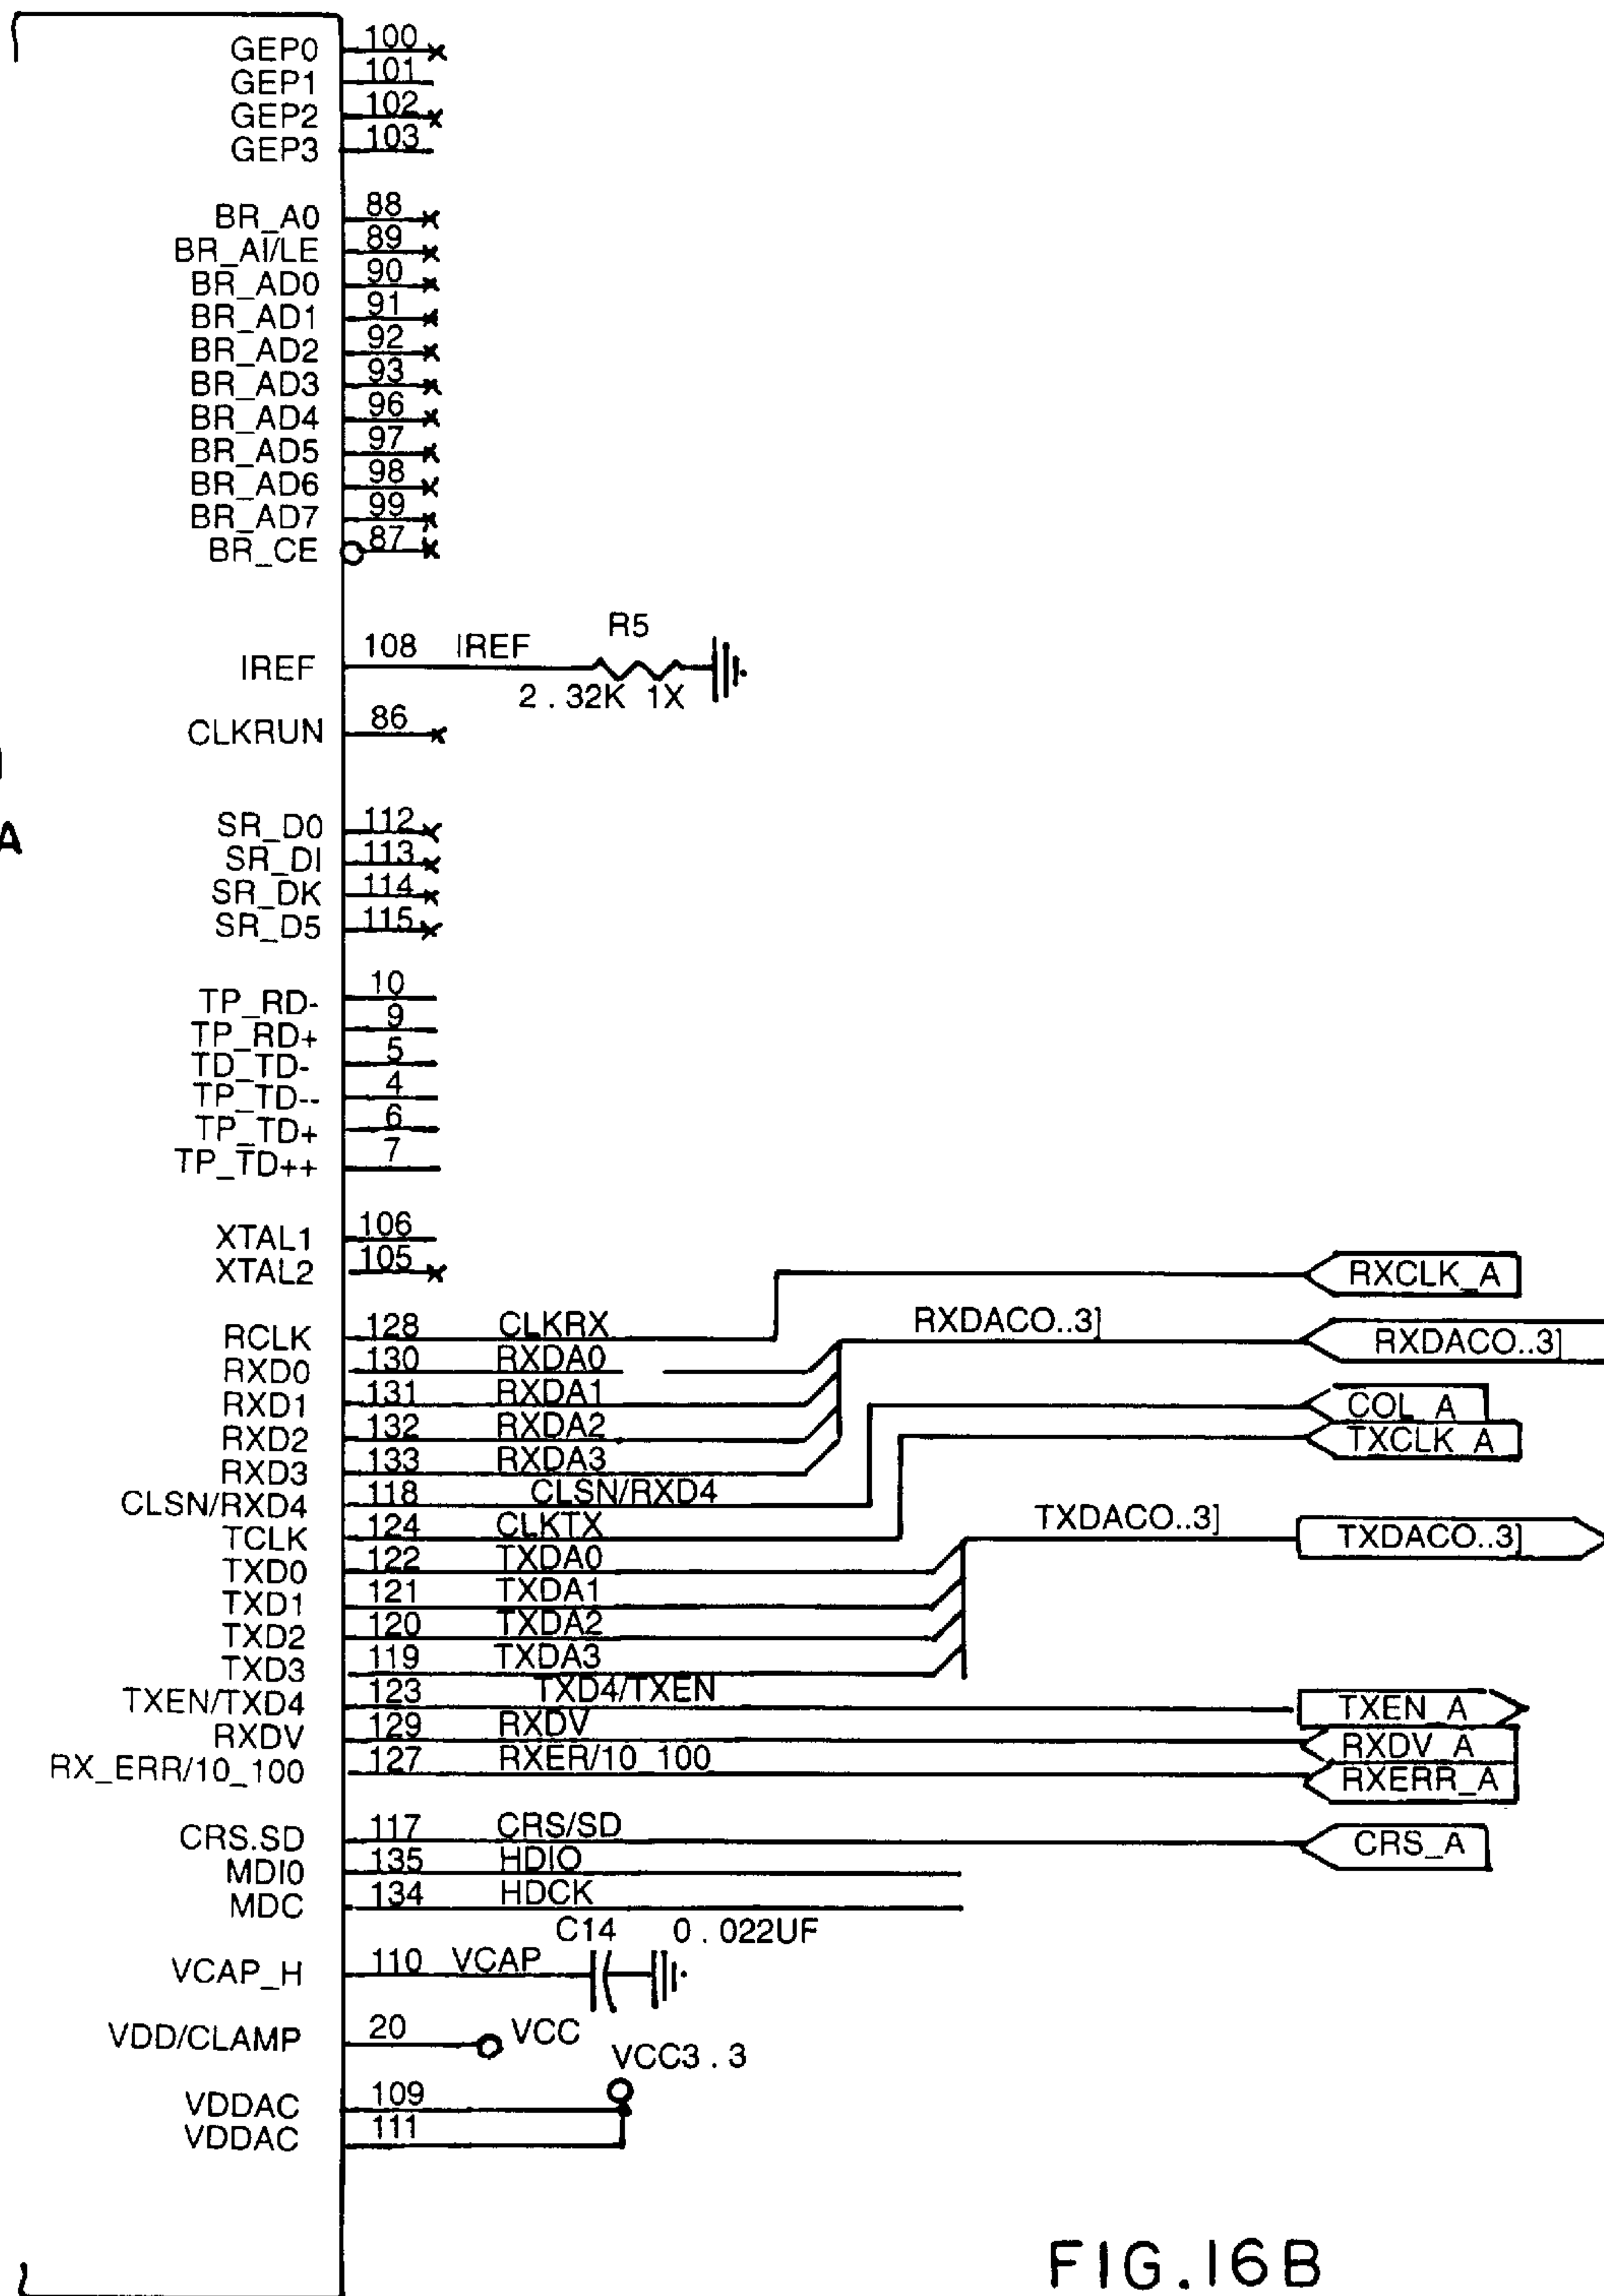 GEP0 100
GEP1 101
GEP2 102
GEP3 103
BR_A0 88
BR_AI/LE 89
BR_AD0 90
BR_AD1 91
BR_AD2 92
BR_AD3 93
BR_AD4 96
BR_AD5 97
BR_AD6 98
BR_AD7 99
BR_CE 87
R5
IREF 108 IREF
2.32K 1X
CLKRUN 86
A
SR_D0 112
SR_DI 113
SR_DK 114
SR_D5 115
TP_RD- 10
TP_RD+ 9
TD_TD- 5
TP_TD-- 4
TP_TD+ 6
TP_TD++ 7
XTAL1 106
XTAL2 105
RXCLK_A
RCLK 128 CLKRX RXDACO..3] RXDACO..3]
RXD0 130 RXDA0
RXD1 131 RXDA1 COL_A
RXD2 132 RXDA2 TXCLK_A
RXD3 133 RXDA3
CLSN/RXD4 118 CLSN/RXD4
TCLK 124 CLKTX TXDACO..3] TXDACO..3]
TXD0 122 TXDA0
TXD1 121 TXDA1
TXD2 120 TXDA2
TXD3 119 TXDA3
TXEN/TXD4 123 TXD4/TXEN TXEN_A
RXDV 129 RXDV RXDV_A
RX_ERR/10_100 127 RXER/10_100 RXERR_A
CRS.SD 117 CRS/SD CRS_A
MDI0 135 HDIO
MDC 134 HDCK
C14 0.022UF
VCAP_H 110 VCAP
VDD/CLAMP 20 VCC
VCC3.3
VDDAC 109
VDDAC 111
FIG.16B